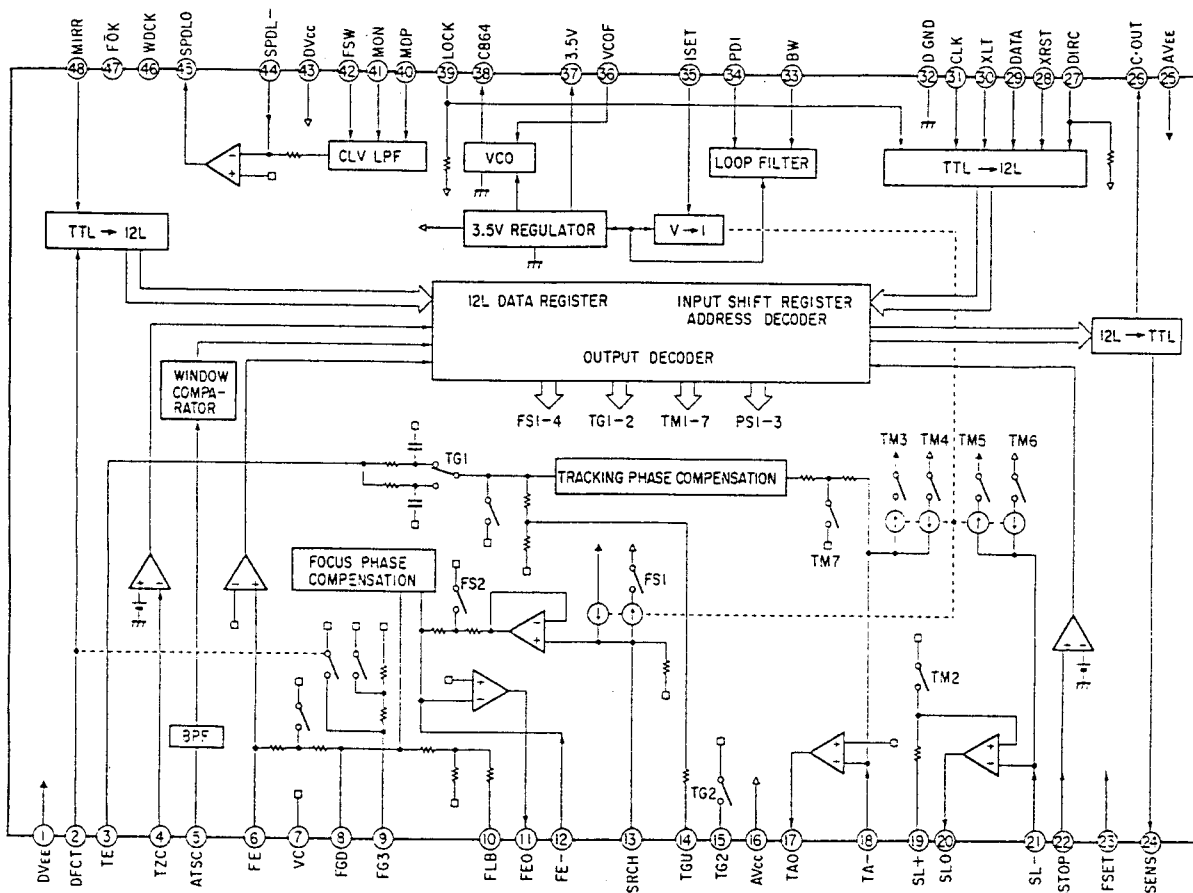 MIRR
FOK
WDCK
SPDLO
SPDL-
DVcc
FSW
MON
MDP
LOCK
C864
3.5V
VCOF
ISET
PDI
BW
D GND
CLK
XLT
DATA
XRST
DIRC
C·OUT
AVEE
48
47
46
45
44
43
42
41
40
39
38
37
36
35
34
33
32
31
30
29
28
27
26
25
CLV LPF
VCO
LOOP FILTER
TTL → 12L
TTL → 12L
3.5V REGULATOR
V → I
12L DATA REGISTER
INPUT SHIFT REGISTER
ADDRESS DECODER
OUTPUT DECODER
12L → TTL
WINDOW
COMPA-
RATOR
FS1-4
TG1-2
TM1-7
PS1-3
TG1
TRACKING PHASE COMPENSATION
TM3
TM4
TM5
TM6
TM7
FOCUS PHASE
COMPENSATION
FS2
FS1
TM2
BPF
TG2
1
2
3
4
5
6
7
8
9
10
11
12
13
14
15
16
17
18
19
20
21
22
23
24
DVEE
DFCT
TE
TZC
ATSC
FE
VC
FGD
FG3
FLB
FEO
FE-
SRCH
TGU
TG2
AVcc
TAO
TA-
SL+
SLO
SL-
STOP
FSET
SENS